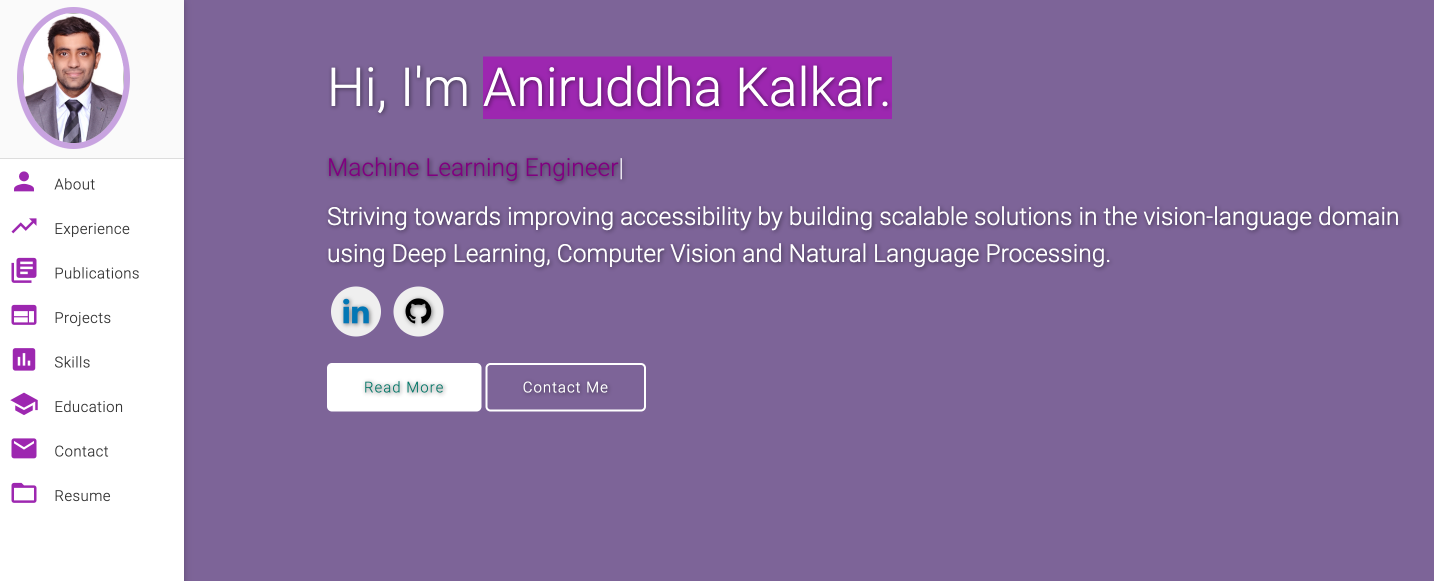 About
Experience
Publications
Projects
Skills
Education
Contact
Resume
Hi, I'm Aniruddha Kalkar.
Machine Learning Engineer|
Striving towards improving accessibility by building scalable solutions in the vision-language domain
using Deep Learning, Computer Vision and Natural Language Processing.
in
Read More
Contact Me